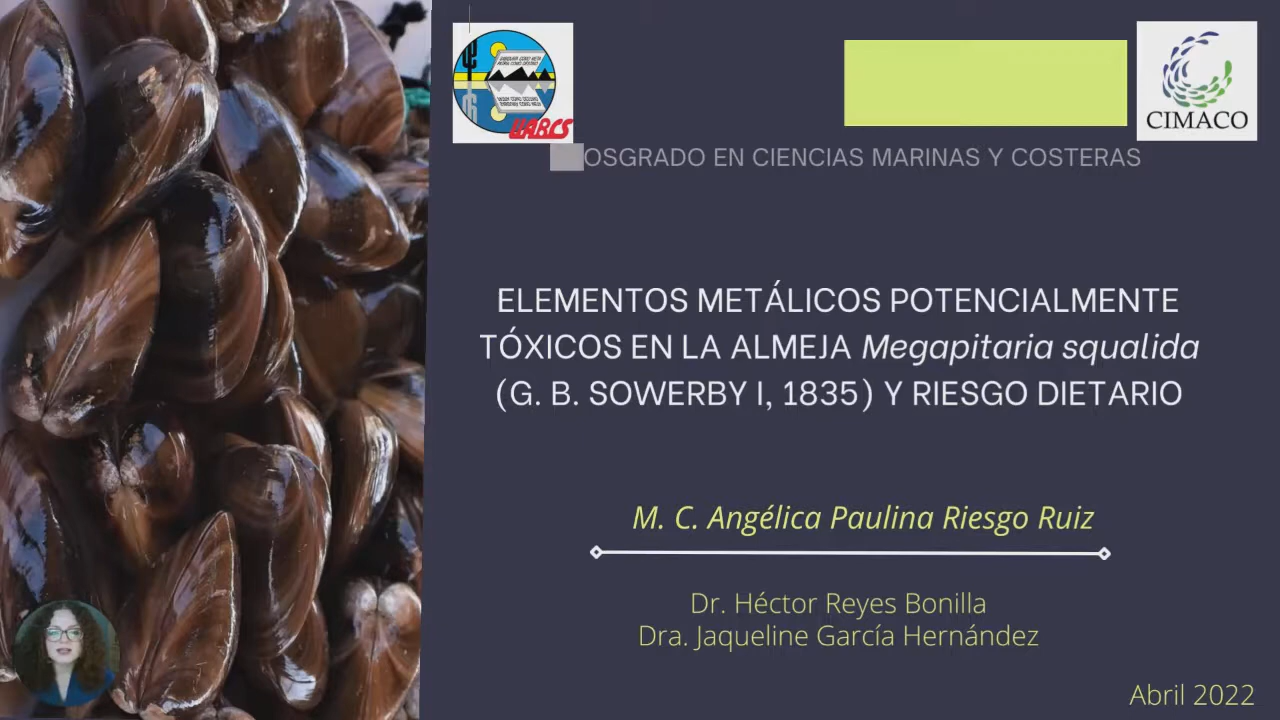 UABCS
CIMACO
OSGRADO EN CIENCIAS MARINAS Y COSTERAS
ELEMENTOS METÁLICOS POTENCIALMENTE
TÓXICOS EN LA ALMEJA Megapitaria squalida
(G. B. SOWERBY I, 1835) Y RIESGO DIETARIO
M. C. Angélica Paulina Riesgo Ruiz
Dr. Héctor Reyes Bonilla
Dra. Jaqueline García Hernández
Abril 2022